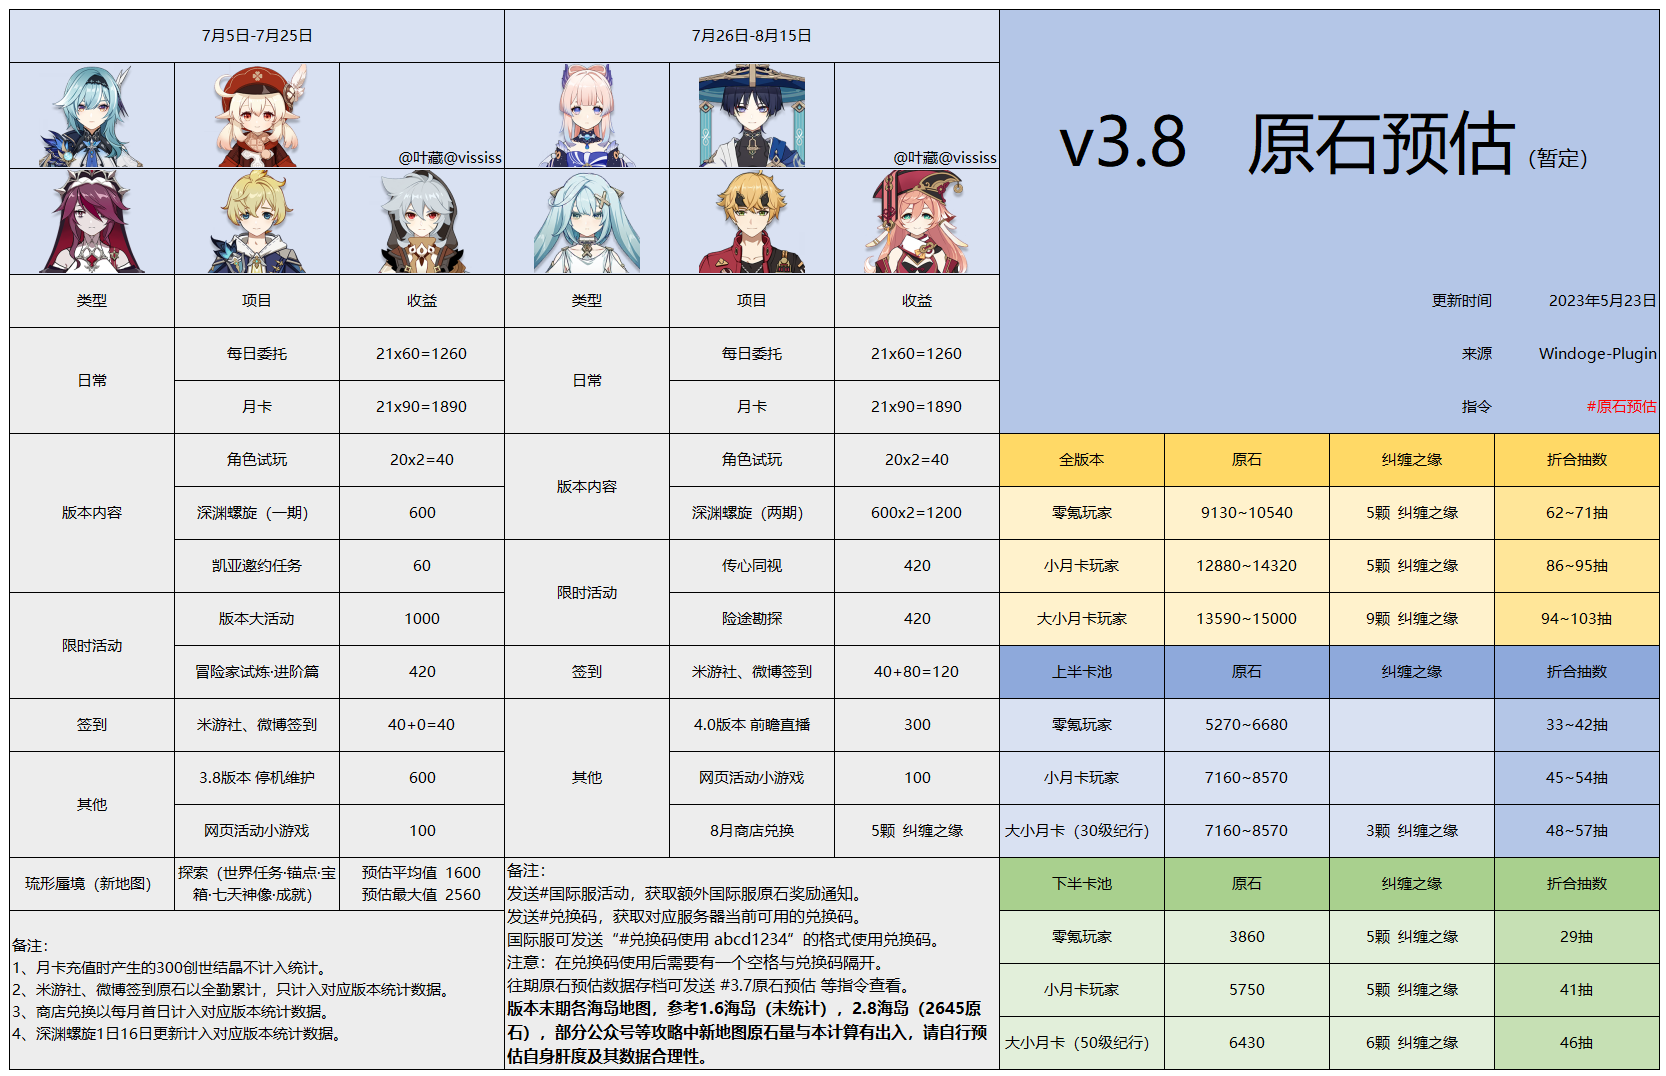 7月5日-7月25日
7月26日-8月15日
v3.8 原石预估 (暂定)
@叶藏@vississ
@叶藏@vississ
更新时间 2023年5月23日
来源 Windoge-Plugin
指令 #原石预估
类型 项目 收益
日常
每日委托 21x60=1260
月卡 21x90=1890
版本内容
角色试玩 20x2=40
深渊螺旋（一期） 600
凯亚邀约任务 60
限时活动
版本大活动 1000
冒险家试炼·进阶篇 420
签到 米游社、微博签到 40+0=40
其他
3.8版本 停机维护 600
网页活动小游戏 100
琉形蜃境（新地图）
探索（世界任务·锚点·宝
箱·七天神像·成就）
预估平均值 1600
预估最大值 2560
备注：
1、月卡充值时产生的300创世结晶不计入统计。
2、米游社、微博签到原石以全勤累计，只计入对应版本统计数据。
3、商店兑换以每月首日计入对应版本统计数据。
4、深渊螺旋1日16日更新计入对应版本统计数据。
类型 项目 收益
日常
每日委托 21x60=1260
月卡 21x90=1890
版本内容
角色试玩 20x2=40
深渊螺旋（两期） 600x2=1200
限时活动
传心同视 420
险途勘探 420
签到 米游社、微博签到 40+80=120
其他
4.0版本 前瞻直播 300
网页活动小游戏 100
8月商店兑换 5颗 纠缠之缘
备注：
发送#国际服活动，获取额外国际服原石奖励通知。
发送#兑换码，获取对应服务器当前可用的兑换码。
国际服可发送“#兑换码使用 abcd1234”的格式使用兑换码。
注意：在兑换码使用后需要有一个空格与兑换码隔开。
往期原石预估数据存档可发送 #3.7原石预估 等指令查看。
版本末期各海岛地图，参考1.6海岛（未统计），2.8海岛（2645原
石），部分公众号等攻略中新地图原石量与本计算有出入，请自行预
估自身肝度及其数据合理性。
全版本 原石 纠缠之缘 折合抽数
零氪玩家 9130~10540 5颗 纠缠之缘 62~71抽
小月卡玩家 12880~14320 5颗 纠缠之缘 86~95抽
大小月卡玩家 13590~15000 9颗 纠缠之缘 94~103抽
上半卡池 原石 纠缠之缘 折合抽数
零氪玩家 5270~6680 33~42抽
小月卡玩家 7160~8570 45~54抽
大小月卡（30级纪行） 7160~8570 3颗 纠缠之缘 48~57抽
下半卡池 原石 纠缠之缘 折合抽数
零氪玩家 3860 5颗 纠缠之缘 29抽
小月卡玩家 5750 5颗 纠缠之缘 41抽
大小月卡（50级纪行） 6430 6颗 纠缠之缘 46抽